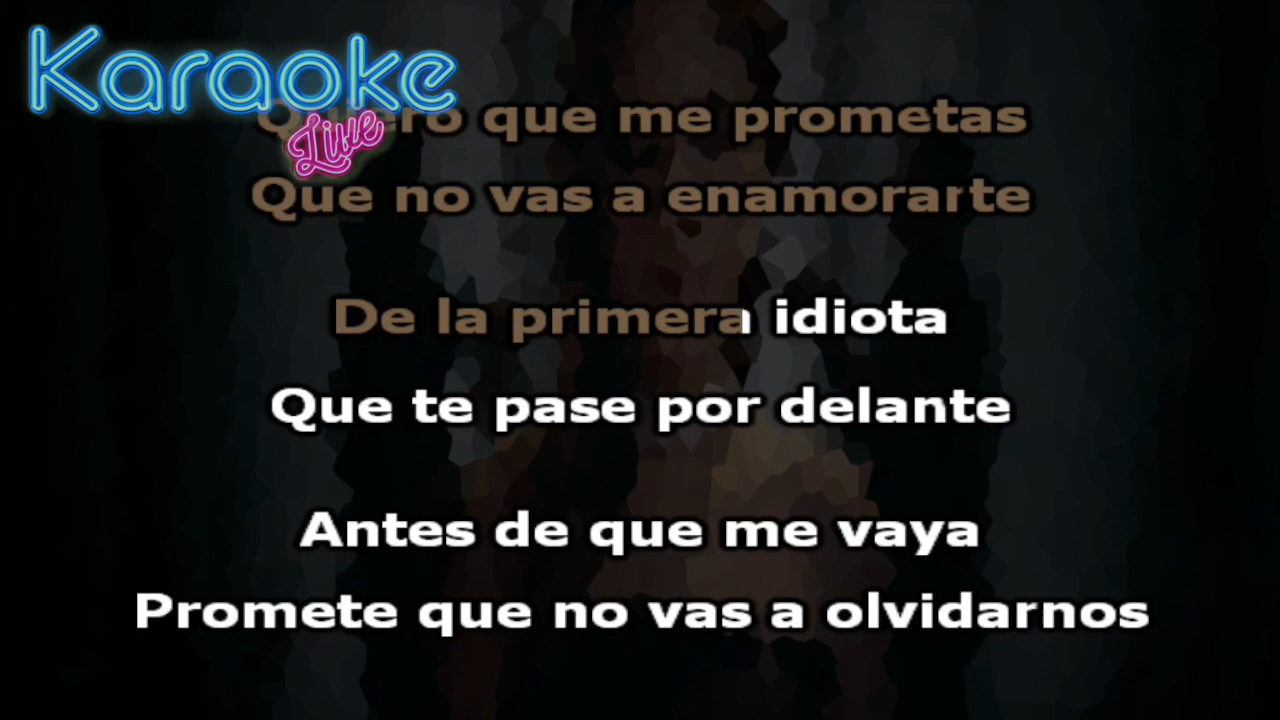 Karaoke
Live
Quiero que me prometas
Que no vas a enamorarte
De la primera idiota
Que te pase por delante
Antes de que me vaya
Promete que no vas a olvidarnos